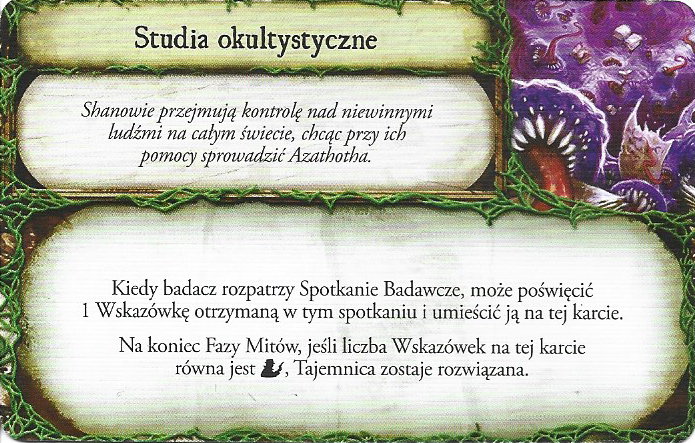 Studia okultystyczne
Shanowie przejmują kontrolę nad niewinnymi
ludźmi na całym świecie, chcąc przy ich
pomocy sprowadzić Azathotha.
Kiedy badacz rozpatrzy Spotkanie Badawcze, może poświęcić
1 Wskazówkę otrzymaną w tym spotkaniu i umieścić ją na tej karcie.
Na koniec Fazy Mitów, jeśli liczba Wskazówek na tej karcie
równa jest , Tajemnica zostaje rozwiązana.